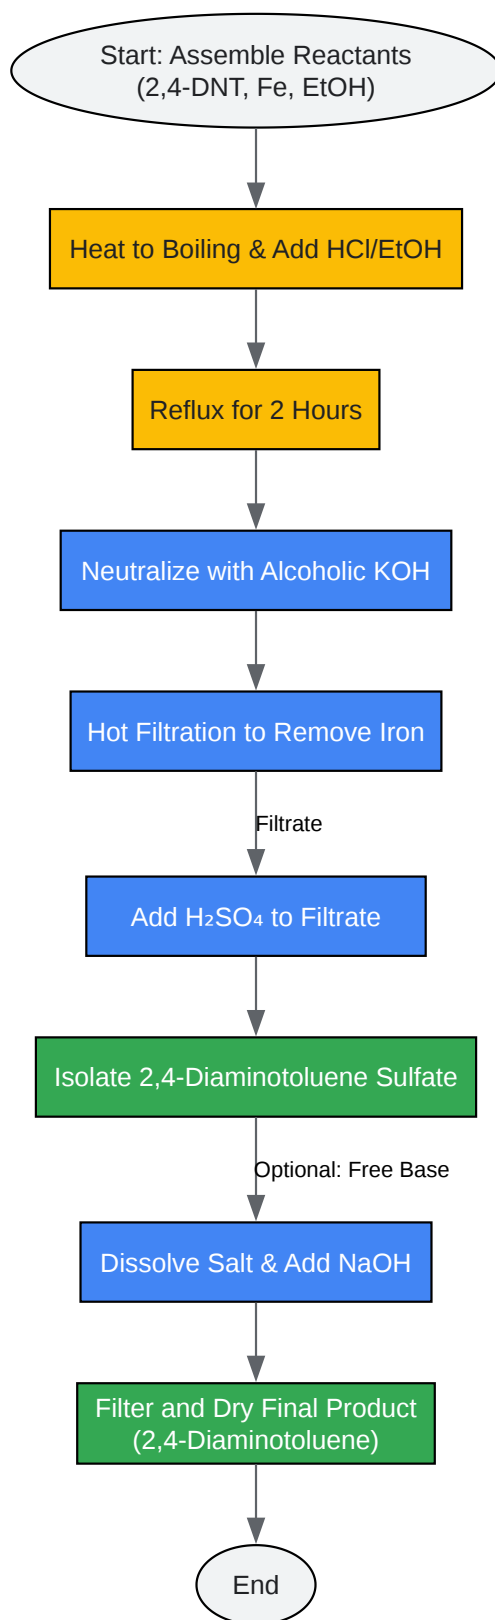 Start: Assemble Reactants
(2,4-DNT, Fe, EtOH)
Heat to Boiling & Add HCl/EtOH
Reflux for 2 Hours
Neutralize with Alcoholic KOH
Hot Filtration to Remove Iron
Filtrate
Add H₂SO₄ to Filtrate
Isolate 2,4-Diaminotoluene Sulfate
Optional: Free Base
Dissolve Salt & Add NaOH
Filter and Dry Final Product
(2,4-Diaminotoluene)
End